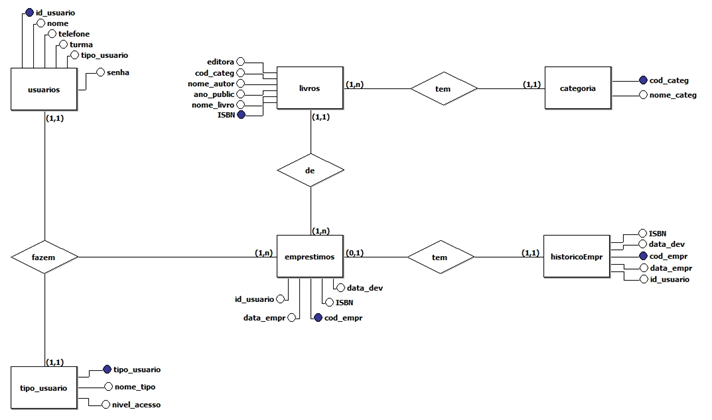 id_usuario
nome
telefone
turma
tipo_usuario
senha
usuarios
(1,1)
editora
cod_categ
nome_autor
ano_public
nome_livro
ISBN
livros
(1,n)
tem
(1,1)
categoria
cod_categ
nome_categ
(1,1)
de
(1,n)
fazem
(1,n)
emprestimos
(0,1)
tem
(1,1)
historicoEmpr
ISBN
data_dev
cod_empr
data_empr
id_usuario
data_dev
id_usuario
ISBN
data_empr
cod_empr
(1,1)
tipo_usuario
tipo_usuario
nome_tipo
nivel_acesso